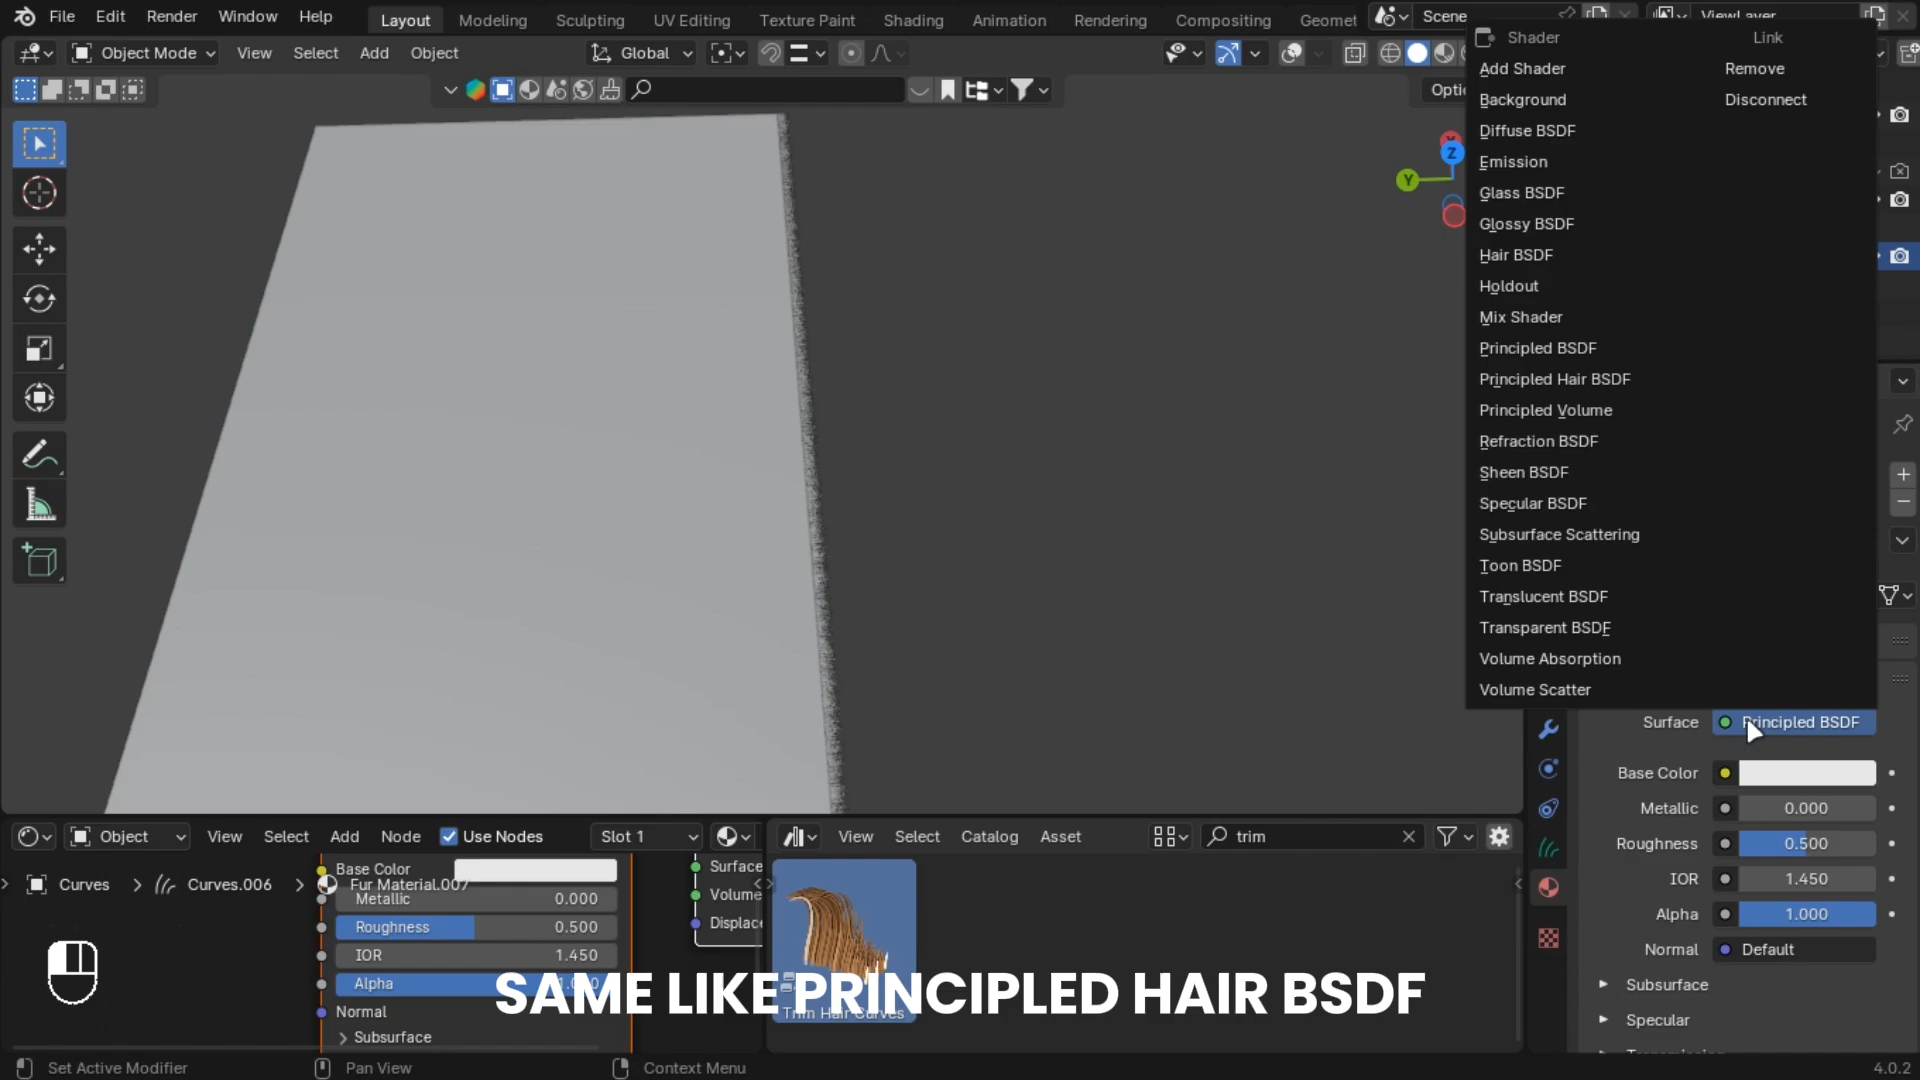 File Edit Render Window Help Layout Modeling Sculpting UV Editing Texture Paint Shading Animation Rendering Compositing Geomet Scene ViewLayer
Object Mode View Select Add Object Global
Opti
Shader Link
Add Shader Remove
Background Disconnect
Diffuse BSDF
Emission
Glass BSDF
Glossy BSDF
Hair BSDF
Holdout
Mix Shader
Principled BSDF
Principled Hair BSDF
Principled Volume
Refraction BSDF
Sheen BSDF
Specular BSDF
Subsurface Scattering
Toon BSDF
Translucent BSDF
Transparent BSDF
Volume Absorption
Volume Scatter
X
Z
Y
Surface Principled BSDF
Base Color
Metallic 0.000
Roughness 0.500
IOR 1.450
Alpha 1.000
Normal Default
Subsurface
Specular
Object View Select Add Node Use Nodes Slot 1
View Select Catalog Asset trim
Curves Curves.006 Fur Material.007
Base Color
Metallic 0.000
Roughness 0.500
IOR 1.450
Alpha
Normal
Subsurface
Surface
Volume
Displace
Trim Hair Curves
SAME LIKE PRINCIPLED HAIR BSDF
Set Active Modifier Pan View Context Menu 4.0.2